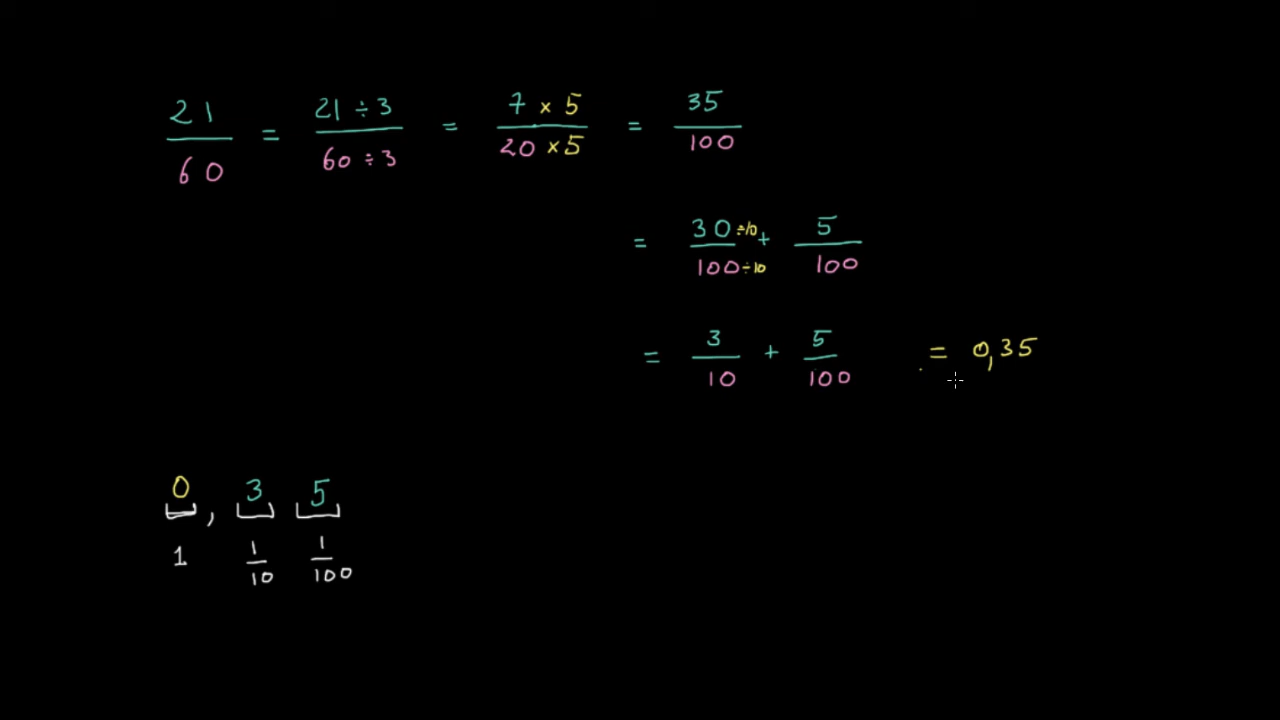 21/60 = 21 ÷ 3/60 ÷ 3 = 7 × 5/20 × 5 = 35/100
= 30 ÷10/100 ÷10 + 5/100
= 3/10 + 5/100 = 0,35
0 , 3 5
1 1/10 1/100